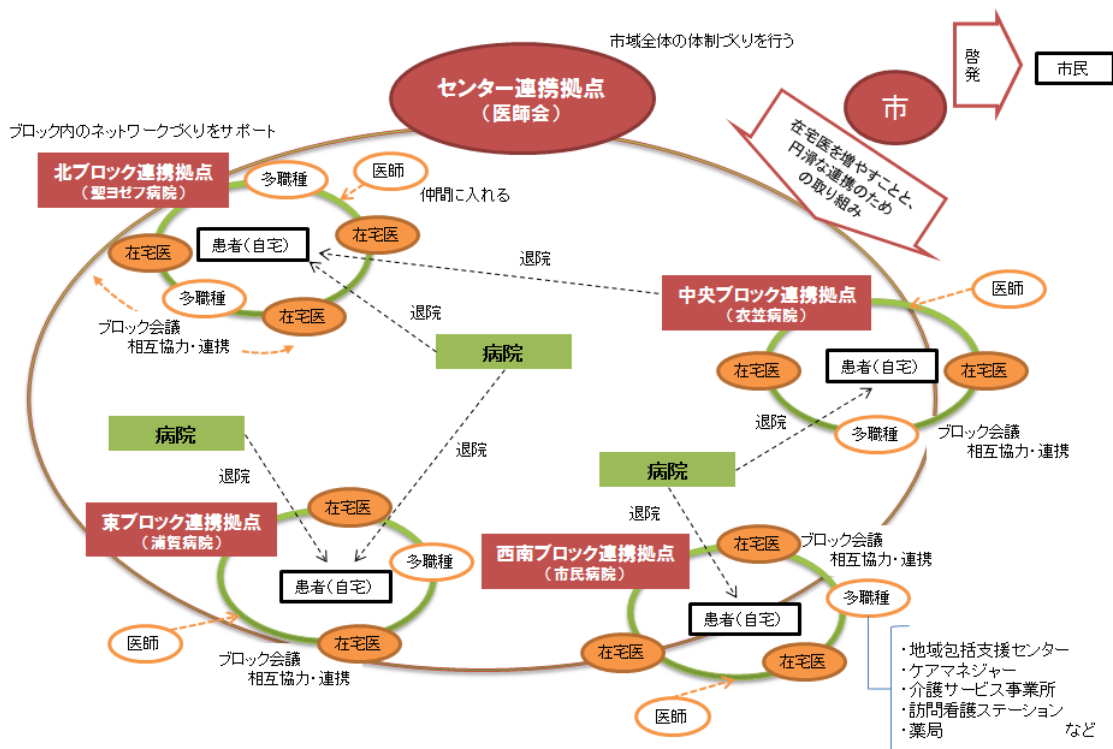 市域全体の体制づくりを行う
センター連携拠点
（医師会）
市
啓
発
市民
在宅医を増やすことと、
円滑な連携のため
の取り組み
ブロック内のネットワークづくりをサポート
北ブロック連携拠点
（聖ヨゼフ病院）
多職種
医師
仲間に入れる
在宅医
患者（自宅）
在宅医
多職種
在宅医
ブロック会議
相互協力・連携
退院
退院
病院
中央ブロック連携拠点
（衣笠病院）
医師
在宅医
患者（自宅）
在宅医
多職種
ブロック会議
相互協力・連携
退院
病院
退院
病院
退院
退院
東ブロック連携拠点
（浦賀病院）
在宅医
多職種
患者（自宅）
医師
在宅医
ブロック会議
相互協力・連携
西南ブロック連携拠点
（市民病院）
在宅医
ブロック会議
相互協力・連携
多職種
患者（自宅）
在宅医
在宅医
医師
・地域包括支援センター
・ケアマネジャー
・介護サービス事業所
・訪問看護ステーション
・薬局 など